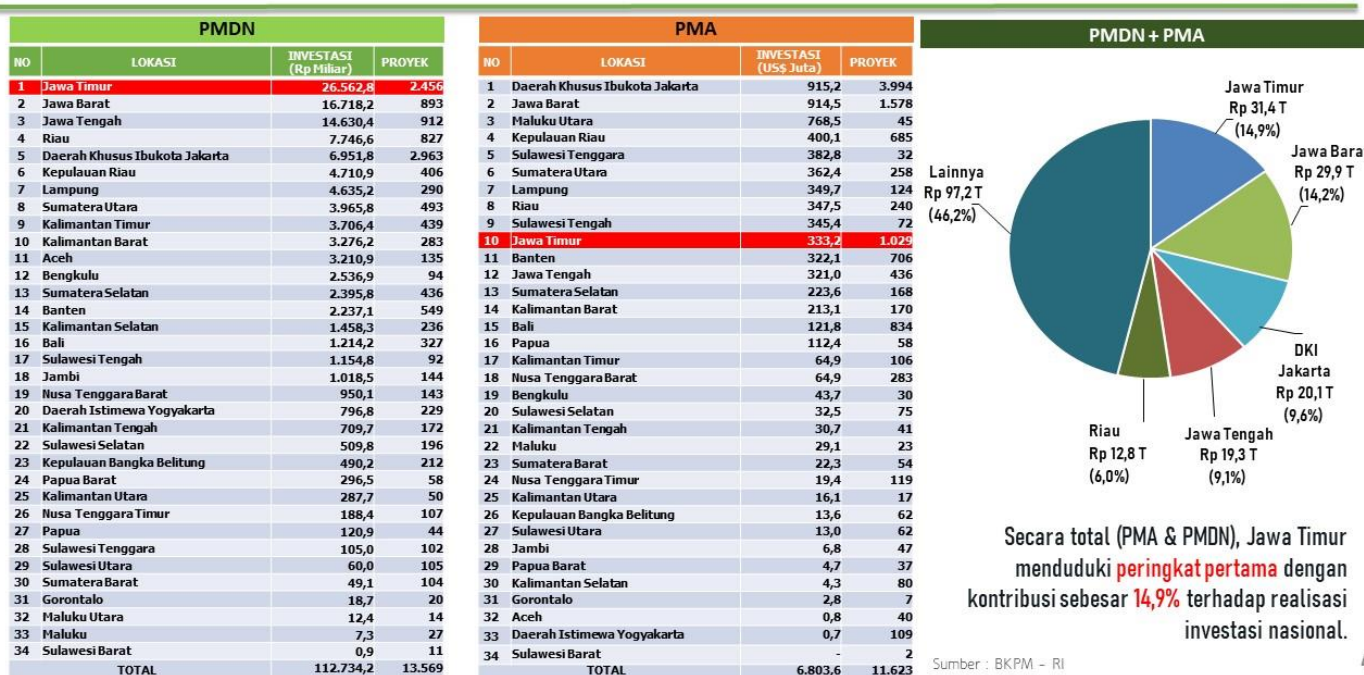 PMDN
NO LOKASI INVESTASI (Rp Miliar) PROYEK
1 Jawa Timur 26.562,8 2.456
2 Jawa Barat 16.718,2 893
3 Jawa Tengah 14.630,4 912
4 Riau 7.746,6 827
5 Daerah Khusus Ibukota Jakarta 6.951,8 2.963
6 Kepulauan Riau 4.710,9 406
7 Lampung 4.635,2 290
8 Sumatera Utara 3.965,8 493
9 Kalimantan Timur 3.706,4 439
10 Kalimantan Barat 3.276,2 283
11 Aceh 3.210,9 135
12 Bengkulu 2.536,9 94
13 Sumatera Selatan 2.395,8 436
14 Banten 2.237,1 549
15 Kalimantan Selatan 1.458,3 236
16 Bali 1.214,2 327
17 Sulawesi Tengah 1.154,8 92
18 Jambi 1.018,5 144
19 Nusa Tenggara Barat 950,1 143
20 Daerah Istimewa Yogyakarta 796,8 229
21 Kalimantan Tengah 709,7 172
22 Sulawesi Selatan 509,8 196
23 Kepulauan Bangka Belitung 490,2 212
24 Papua Barat 296,5 58
25 Kalimantan Utara 287,7 50
26 Nusa Tenggara Timur 188,4 107
27 Papua 120,9 44
28 Sulawesi Tenggara 105,0 102
29 Sulawesi Utara 60,0 105
30 Sumatera Barat 49,1 104
31 Gorontalo 18,7 20
32 Maluku Utara 12,4 14
33 Maluku 7,3 27
34 Sulawesi Barat 0,9 11
TOTAL 112.734,2 13.569
PMA
NO LOKASI INVESTASI (US$ Juta) PROYEK
1 Daerah Khusus Ibukota Jakarta 915,2 3.994
2 Jawa Barat 914,5 1.578
3 Maluku Utara 768,5 45
4 Kepulauan Riau 400,1 685
5 Sulawesi Tenggara 382,8 32
6 Sumatera Utara 362,4 258
7 Lampung 349,7 124
8 Riau 347,5 240
9 Sulawesi Tengah 345,4 72
10 Jawa Timur 333,2 1.029
11 Banten 322,1 706
12 Jawa Tengah 321,0 436
13 Sumatera Selatan 223,6 168
14 Kalimantan Barat 213,1 170
15 Bali 121,8 834
16 Papua 112,4 58
17 Kalimantan Timur 64,9 106
18 Nusa Tenggara Barat 64,9 283
19 Bengkulu 43,7 30
20 Sulawesi Selatan 32,5 75
21 Kalimantan Tengah 30,7 41
22 Maluku 29,1 23
23 Sumatera Barat 22,3 54
24 Nusa Tenggara Timur 19,4 119
25 Kalimantan Utara 16,1 17
26 Kepulauan Bangka Belitung 13,6 62
27 Sulawesi Utara 13,0 62
28 Jambi 6,8 47
29 Papua Barat 4,7 37
30 Kalimantan Selatan 4,3 80
31 Gorontalo 2,8 7
32 Aceh 0,8 40
33 Daerah Istimewa Yogyakarta 0,7 109
34 Sulawesi Barat - 2
TOTAL 6.803,6 11.623
PMDN + PMA
Jawa Timur
Rp 31,4 T
(14,9%)
Jawa Bara
Rp 29,9 T
(14,2%)
DKI
Jakarta
Rp 20,1 T
(9,6%)
Jawa Tengah
Rp 19,3 T
(9,1%)
Riau
Rp 12,8 T
(6,0%)
Lainnya
Rp 97,2 T
(46,2%)
Secara total (PMA & PMDN), Jawa Timur
menduduki peringkat pertama dengan
kontribusi sebesar 14,9% terhadap realisasi
investasi nasional.
Sumber : BKPM - RI